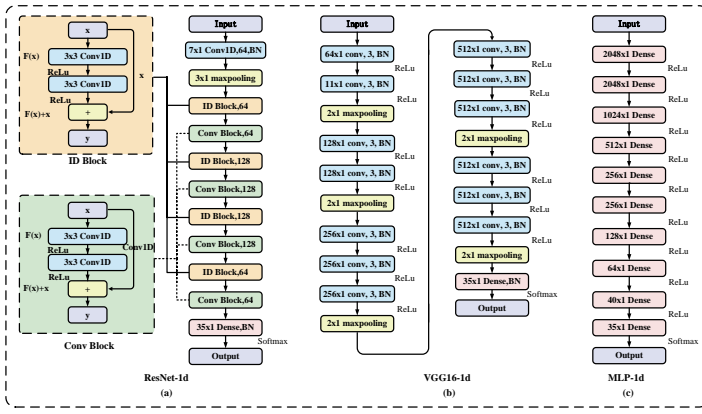 x
F(x)
3x3 Conv1D
ReLu
x
3x3 Conv1D
ReLu
F(x)+x
+
y
ID Block
x
F(x)
3x3 Conv1D
ReLu
Conv1D
3x3 Conv1D
ReLu
F(x)+x
+
y
Conv Block
Input
7x1 Conv1D,64,BN
3x1 maxpooling
ID Block,64
Conv Block,64
ID Block,128
Conv Block,128
ID Block,128
Conv Block,128
ID Block,64
Conv Block,64
35x1 Dense,BN
Softmax
Output
ResNet-1d
(a)
Input
64x1 conv, 3, BN
ReLu
11x1 conv, 3, BN
ReLu
2x1 maxpooling
128x1 conv, 3, BN
ReLu
128x1 conv, 3, BN
ReLu
2x1 maxpooling
256x1 conv, 3, BN
ReLu
256x1 conv, 3, BN
ReLu
256x1 conv, 3, BN
ReLu
2x1 maxpooling
512x1 conv, 3, BN
ReLu
512x1 conv, 3, BN
ReLu
512x1 conv, 3, BN
ReLu
2x1 maxpooling
512x1 conv, 3, BN
ReLu
512x1 conv, 3, BN
ReLu
512x1 conv, 3, BN
ReLu
2x1 maxpooling
35x1 Dense,BN
Softmax
Output
VGG16-1d
(b)
Input
2048x1 Dense
ReLu
2048x1 Dense
ReLu
1024x1 Dense
ReLu
512x1 Dense
ReLu
256x1 Dense
ReLu
256x1 Dense
ReLu
128x1 Dense
ReLu
64x1 Dense
ReLu
40x1 Dense
ReLu
35x1 Dense
Softmax
Output
MLP-1d
(c)